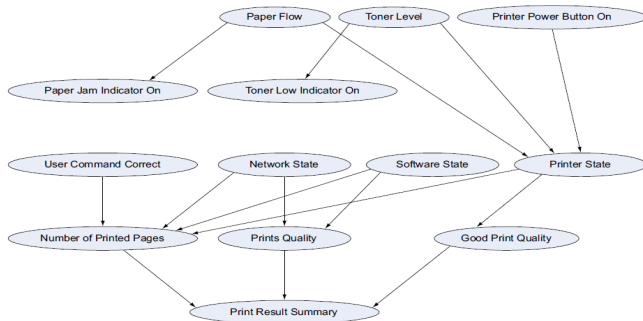 Paper Flow
Toner Level
Printer Power Button On
Paper Jam Indicator On
Toner Low Indicator On
User Command Correct
Network State
Software State
Printer State
Number of Printed Pages
Prints Quality
Good Print Quality
Print Result Summary